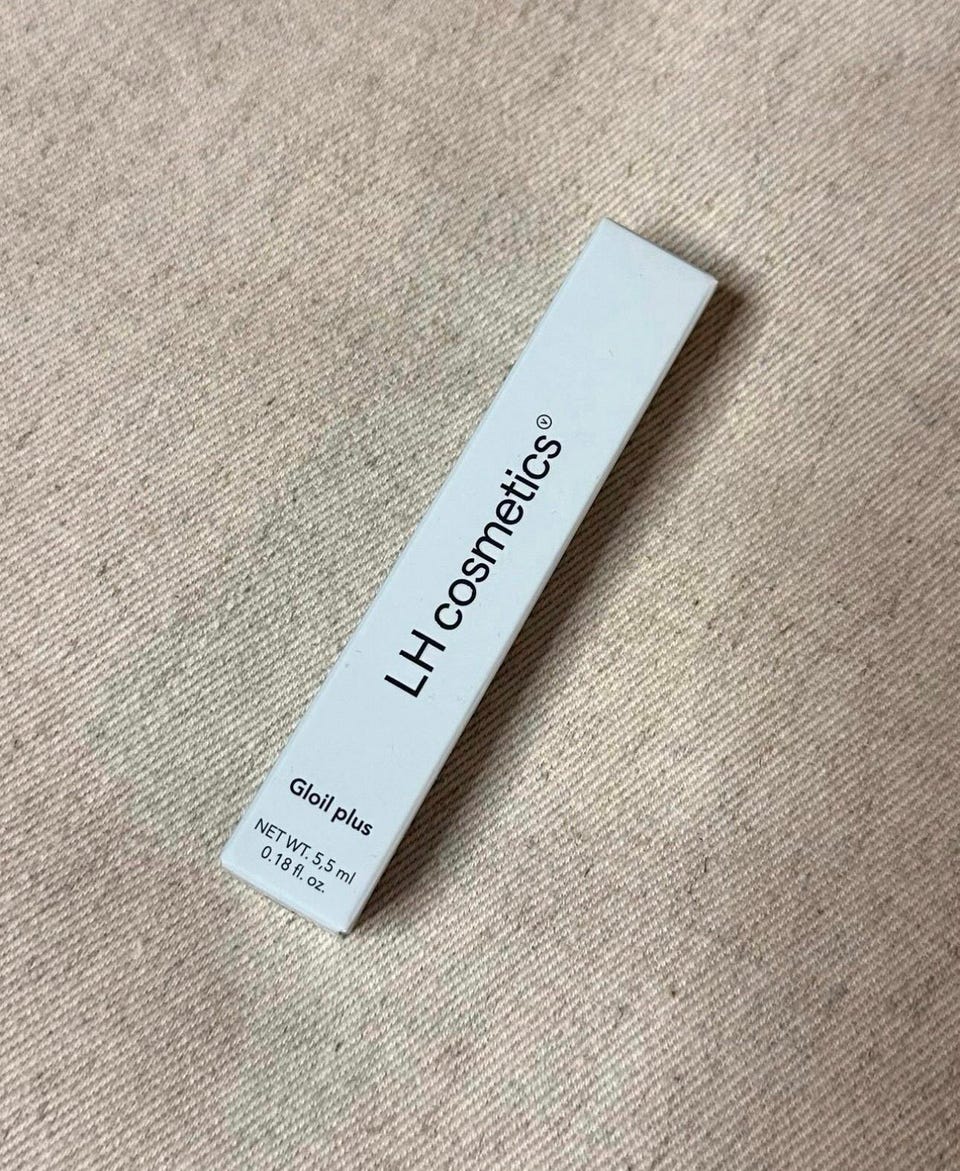 LH cosmetics Ⓥ
Gloil plus
NET WT. 5,5 ml
0.18 fl. oz.